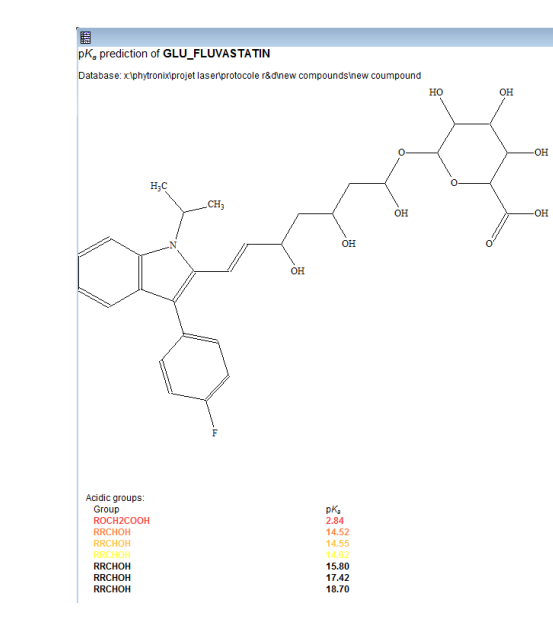 pKa prediction of GLU_FLUVASTATIN
Database: x:\phytronix\projet laser\protocole r&d\new compounds\new coumpound
HO
OH
O
OH
H3C
CH3
O
OH
N
OH
O
OH
OH
F
Acidic groups:
Group pKa
ROCH2COOH 2.84
RRCHOH 14.52
RRCHOH 14.55
RRCHOH 14.92
RRCHOH 15.80
RRCHOH 17.42
RRCHOH 18.70